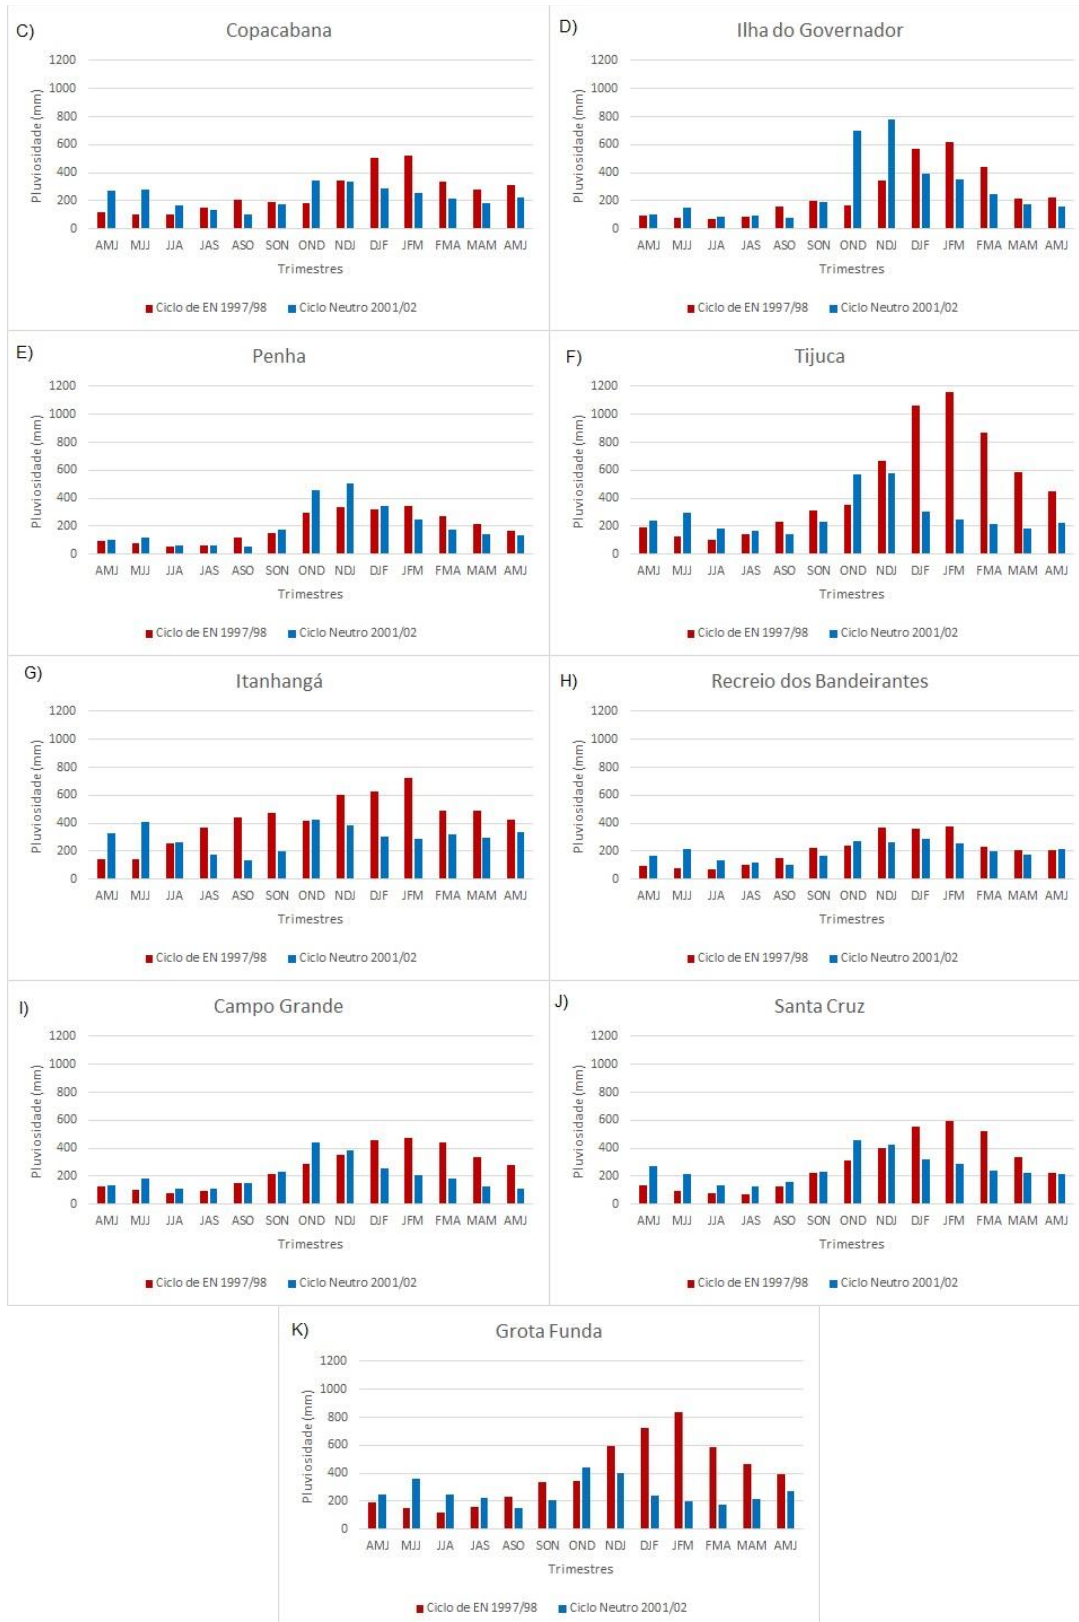 C)
Copacabana
Pluviosidade (mm)
1200
1000
800
600
400
200
0
AMJ MJJ JJA JAS ASO SON OND NDJ DJF JFM FMA MAM AMJ
Trimestres
Ciclo de EN 1997/98 Ciclo Neutro 2001/02
D)
Ilha do Governador
Pluviosidade (mm)
1200
1000
800
600
400
200
0
AMJ MJJ JJA JAS ASO SON OND NDJ DJF JFM FMA MAM AMJ
Trimestres
Ciclo de EN 1997/98 Ciclo Neutro 2001/02
E)
Penha
Pluviosidade (mm)
1200
1000
800
600
400
200
0
AMJ MJJ JJA JAS ASO SON OND NDJ DJF JFM FMA MAM AMJ
Trimestres
Ciclo de EN 1997/98 Ciclo Neutro 2001/02
F)
Tijuca
Pluviosidade (mm)
1200
1000
800
600
400
200
0
AMJ MJJ JJA JAS ASO SON OND NDJ DJF JFM FMA MAM AMJ
Trimestres
Ciclo de EN 1997/98 Ciclo Neutro 2001/02
G)
Itanhangá
Pluviosidade (mm)
1200
1000
800
600
400
200
0
AMJ MJJ JJA JAS ASO SON OND NDJ DJF JFM FMA MAM AMJ
Trimestres
Ciclo de EN 1997/98 Ciclo Neutro 2001/02
H)
Recreio dos Bandeirantes
Pluviosidade (mm)
1200
1000
800
600
400
200
0
AMJ MJJ JJA JAS ASO SON OND NDJ DJF JFM FMA MAM AMJ
Trimestres
Ciclo de EN 1997/98 Ciclo Neutro 2001/02
I)
Campo Grande
Pluviosidade (mm)
1200
1000
800
600
400
200
0
AMJ MJJ JJA JAS ASO SON OND NDJ DJF JFM FMA MAM AMJ
Trimestres
Ciclo de EN 1997/98 Ciclo Neutro 2001/02
J)
Santa Cruz
Pluviosidade (mm)
1200
1000
800
600
400
200
0
AMJ MJJ JJA JAS ASO SON OND NDJ DJF JFM FMA MAM AMJ
Trimestres
Ciclo de EN 1997/98 Ciclo Neutro 2001/02
K)
Grota Funda
Pluviosidade (mm)
1200
1000
800
600
400
200
0
AMJ MJJ JJA JAS ASO SON OND NDJ DJF JFM FMA MAM AMJ
Trimestres
Ciclo de EN 1997/98 Ciclo Neutro 2001/02